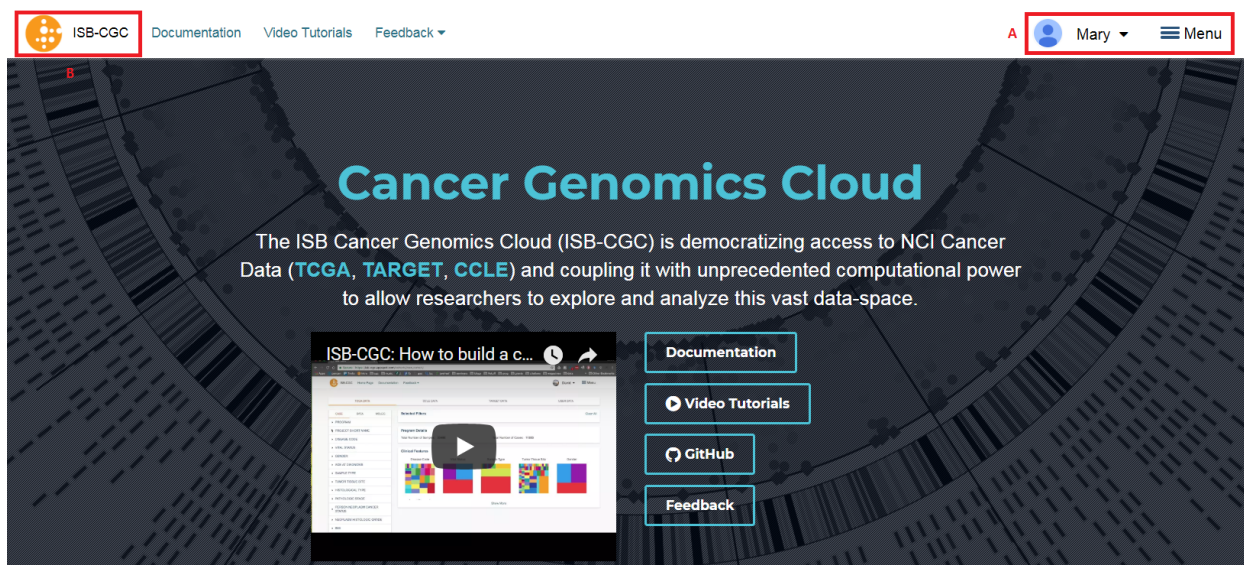 ISB-CGC Documentation Video Tutorials Feedback A Mary Menu
B
Cancer Genomics Cloud
The ISB Cancer Genomics Cloud (ISB-CGC) is democratizing access to NCI Cancer
Data (TCGA, TARGET, CCLE) and coupling it with unprecedented computational power
to allow researchers to explore and analyze this vast data-space.
ISB-CGC: How to build a c...
Documentation
Video Tutorials
GitHub
Feedback